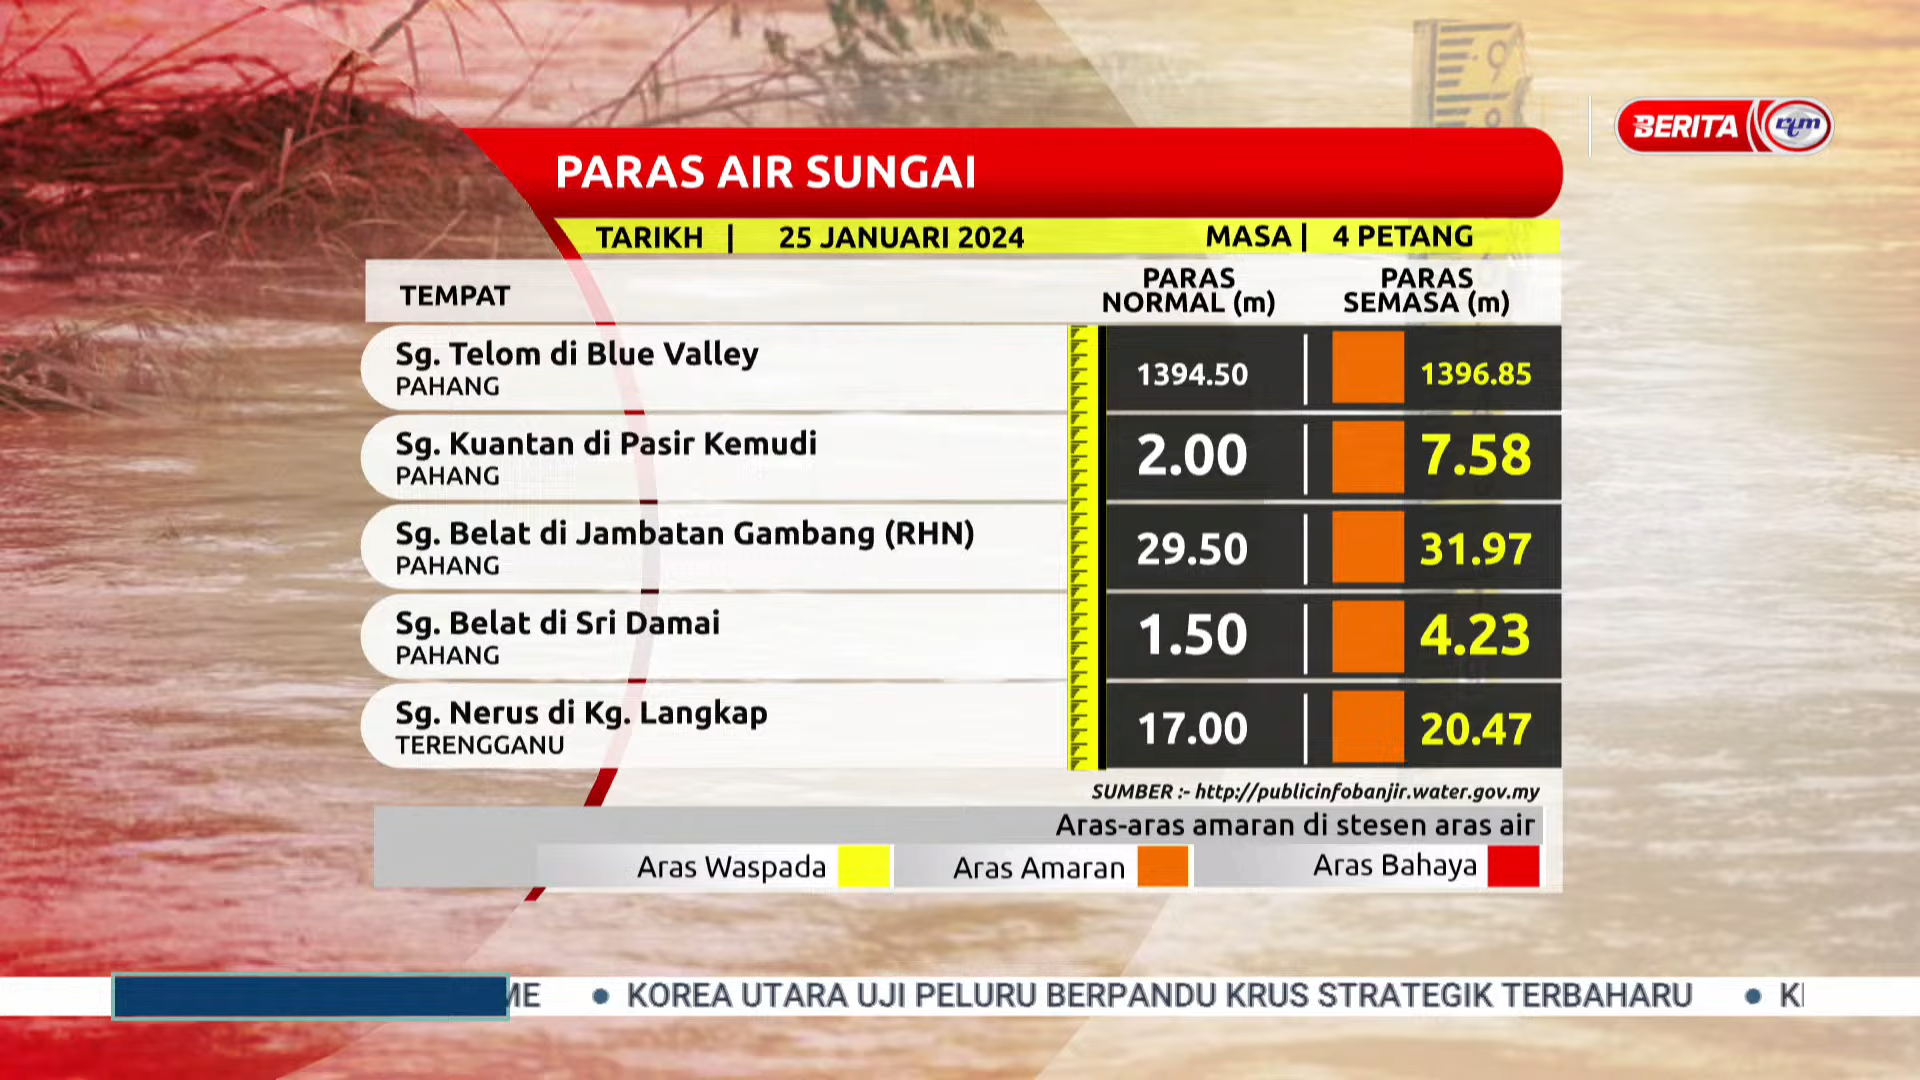 BERITA rtm
PARAS AIR SUNGAI
TARIKH | 25 JANUARI 2024 MASA | 4 PETANG
TEMPAT
PARAS
NORMAL (m)
PARAS
SEMASA (m)
Sg. Telom di Blue Valley
PAHANG
1394.50 1396.85
Sg. Kuantan di Pasir Kemudi
PAHANG
2.00 7.58
Sg. Belat di Jambatan Gambang (RHN)
PAHANG
29.50 31.97
Sg. Belat di Sri Damai
PAHANG
1.50 4.23
Sg. Nerus di Kg. Langkap
TERENGGANU
17.00 20.47
SUMBER :- http://publicinfobanjir.water.gov.my
Aras-aras amaran di stesen aras air
Aras Waspada Aras Amaran Aras Bahaya
ME • KOREA UTARA UJI PELURU BERPANDU KRUS STRATEGIK TERBAHARU •